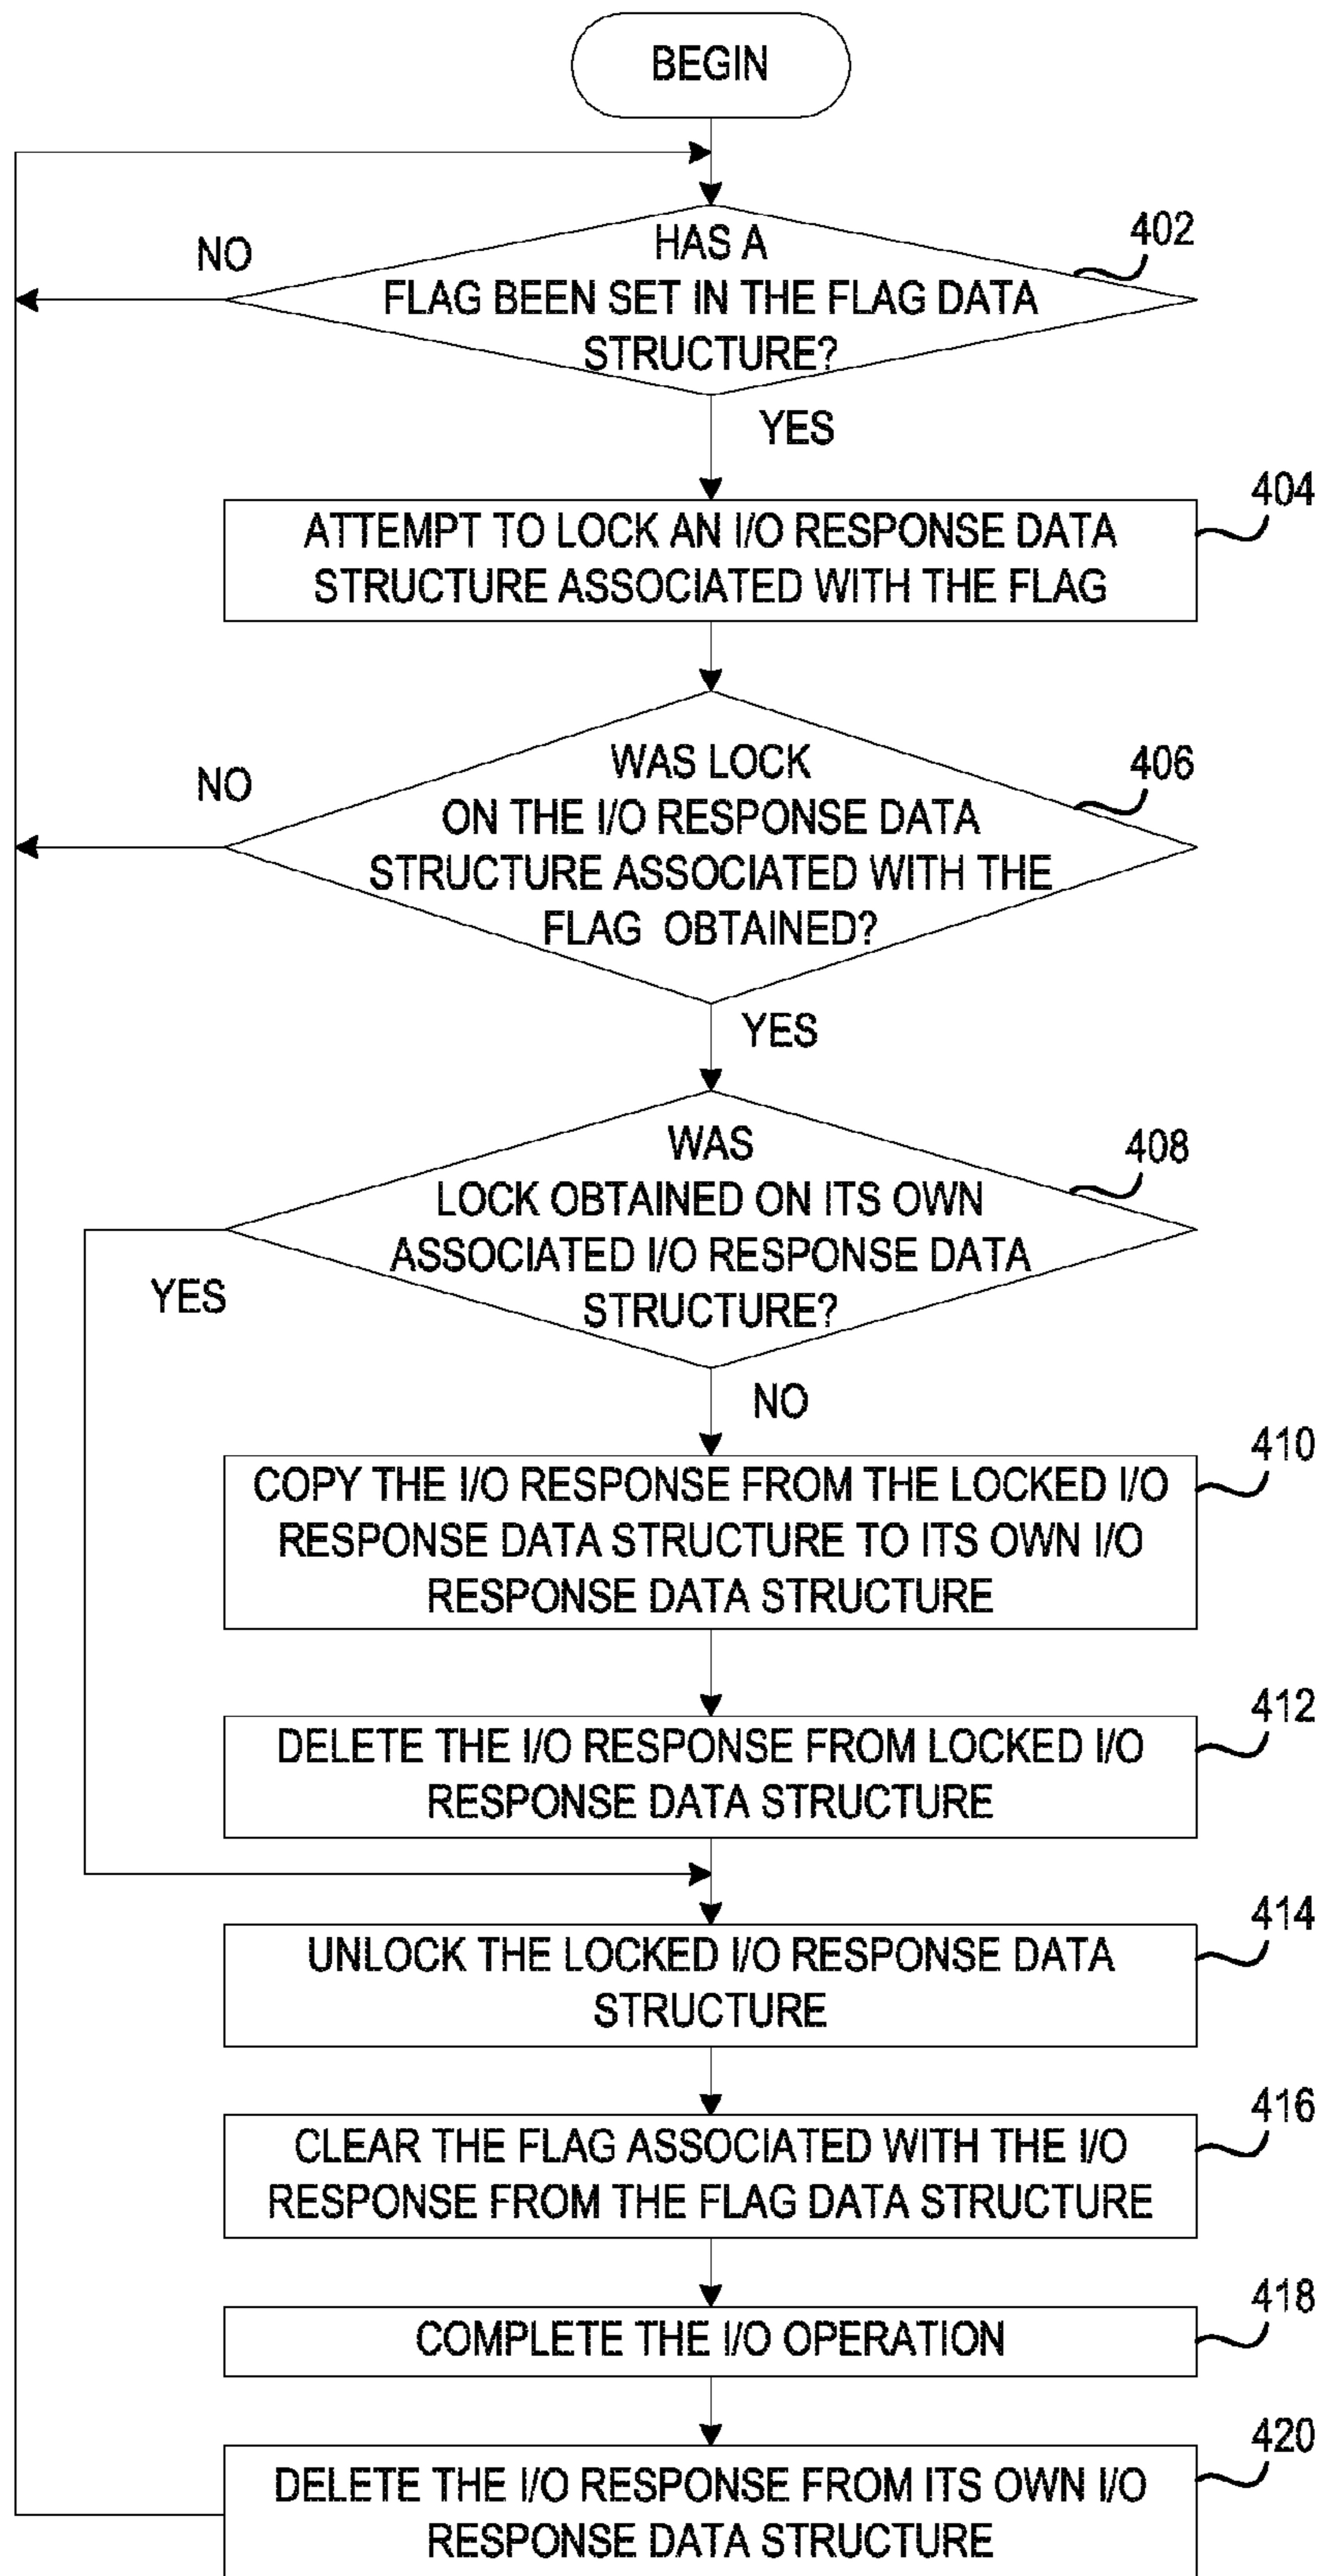 BEGIN
NO
HAS A
FLAG BEEN SET IN THE FLAG DATA
STRUCTURE?
402
YES
ATTEMPT TO LOCK AN I/O RESPONSE DATA
STRUCTURE ASSOCIATED WITH THE FLAG
404
NO
WAS LOCK
ON THE I/O RESPONSE DATA
STRUCTURE ASSOCIATED WITH THE
FLAG OBTAINED?
406
YES
WAS
LOCK OBTAINED ON ITS OWN
ASSOCIATED I/O RESPONSE DATA
STRUCTURE?
408
YES
NO
COPY THE I/O RESPONSE FROM THE LOCKED I/O
RESPONSE DATA STRUCTURE TO ITS OWN I/O
RESPONSE DATA STRUCTURE
410
DELETE THE I/O RESPONSE FROM LOCKED I/O
RESPONSE DATA STRUCTURE
412
UNLOCK THE LOCKED I/O RESPONSE DATA
STRUCTURE
414
CLEAR THE FLAG ASSOCIATED WITH THE I/O
RESPONSE FROM THE FLAG DATA STRUCTURE
416
COMPLETE THE I/O OPERATION
418
DELETE THE I/O RESPONSE FROM ITS OWN I/O
RESPONSE DATA STRUCTURE
420